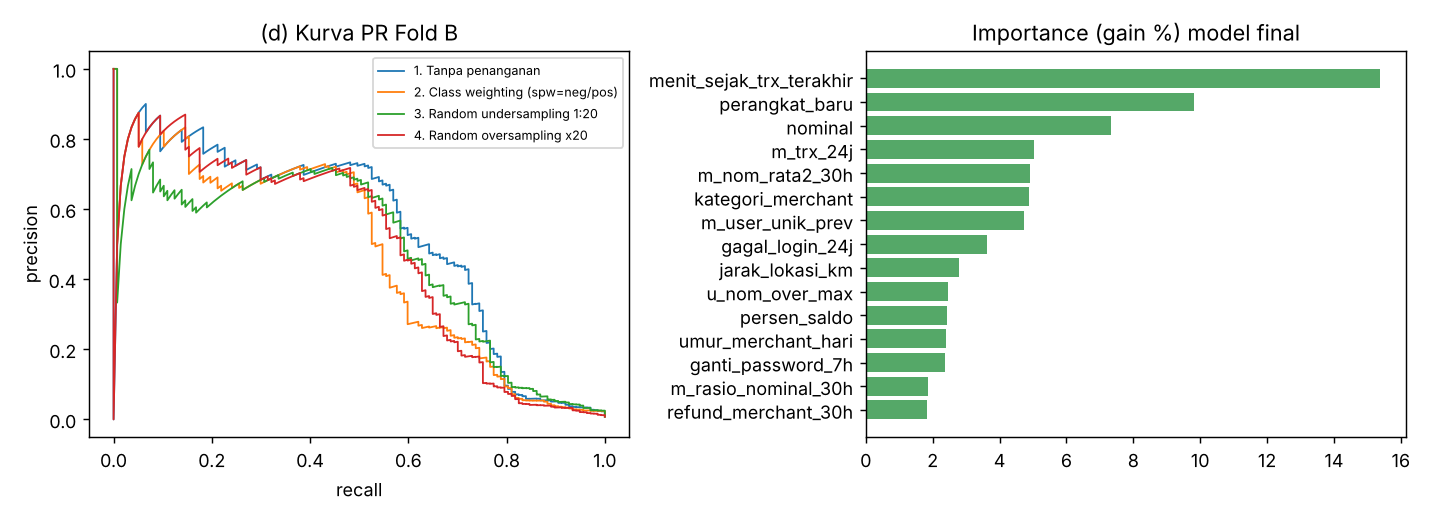 (d) Kurva PR Fold B
precision
1.0
0.8
0.6
0.4
0.2
0.0
1. Tanpa penanganan
2. Class weighting (spw=neg/pos)
3. Random undersampling 1:20
4. Random oversampling x20
0.0 0.2 0.4 0.6 0.8 1.0
recall
Importance (gain %) model final
menit_sejak_trx_terakhir
perangkat_baru
nominal
m_trx_24j
m_nom_rata2_30h
kategori_merchant
m_user_unik_prev
gagal_login_24j
jarak_lokasi_km
u_nom_over_max
persen_saldo
umur_merchant_hari
ganti_password_7h
m_rasio_nominal_30h
refund_merchant_30h
0 2 4 6 8 10 12 14 16